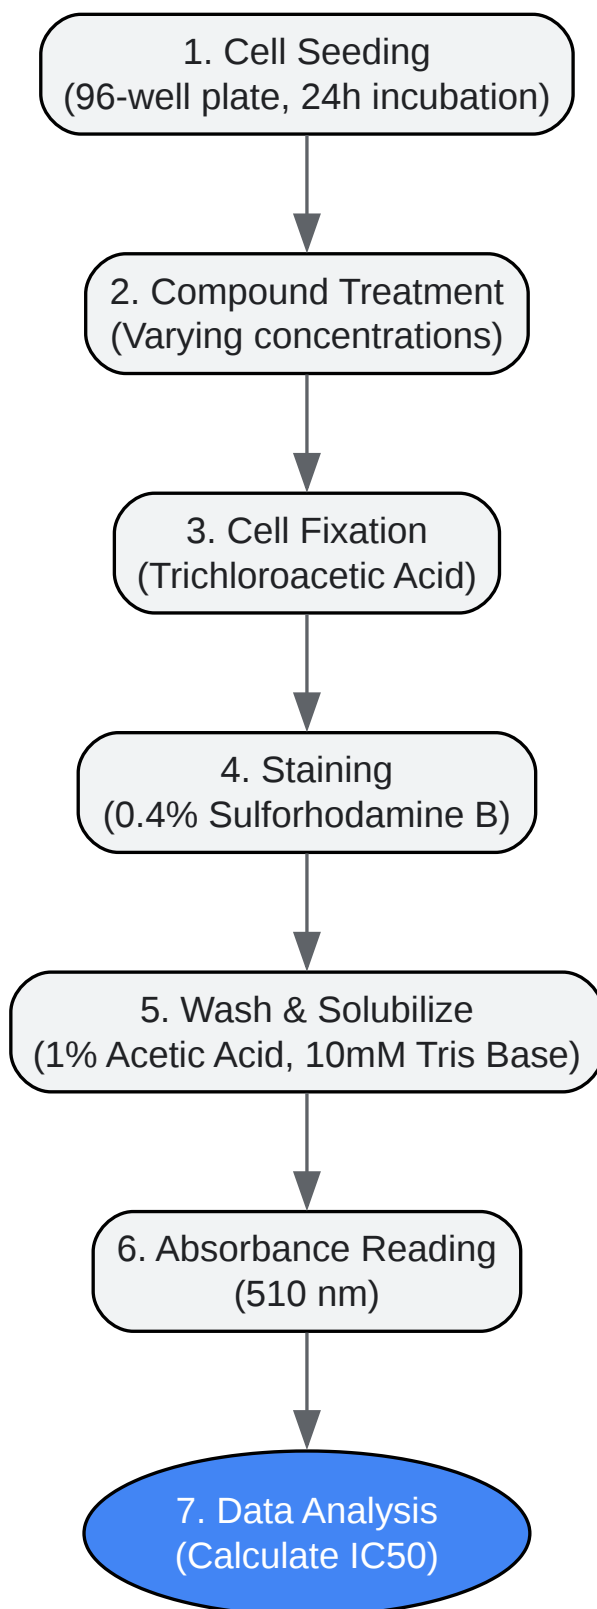 1. Cell Seeding
(96-well plate, 24h incubation)
2. Compound Treatment
(Varying concentrations)
3. Cell Fixation
(Trichloroacetic Acid)
4. Staining
(0.4% Sulforhodamine B)
5. Wash & Solubilize
(1% Acetic Acid, 10mM Tris Base)
6. Absorbance Reading
(510 nm)
7. Data Analysis
(Calculate IC50)